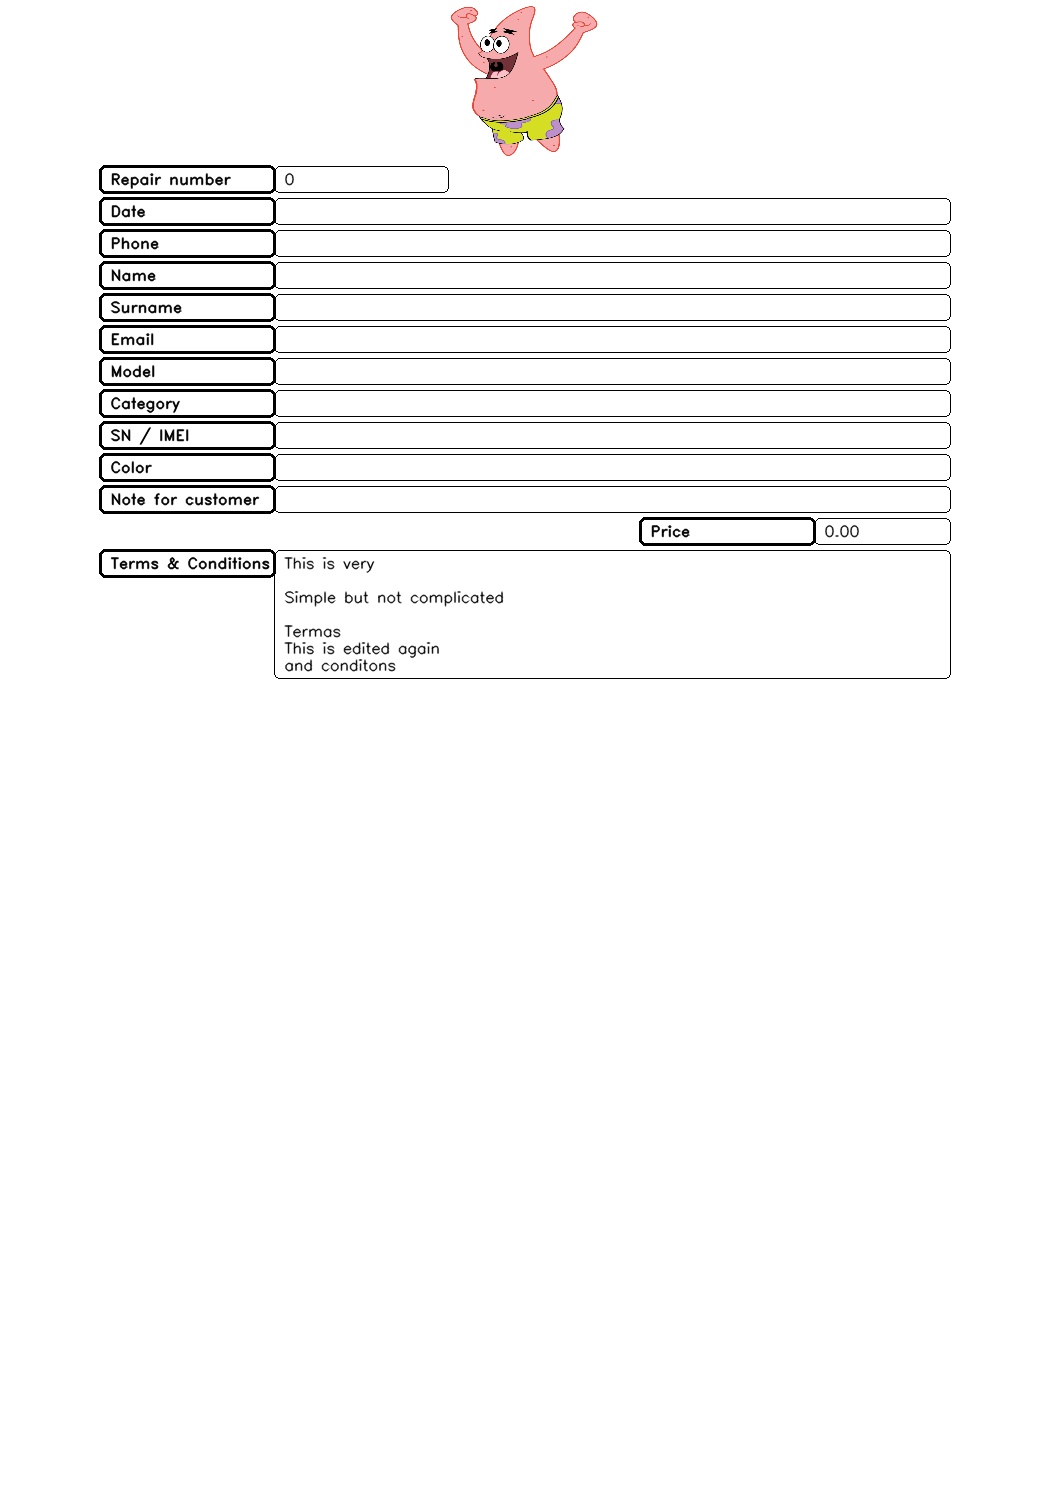 Repair number 0
Date
Phone
Name
Surname
Email
Model
Category
SN / IMEI
Color
Note for customer
Price 0.00
Terms & Conditions This is very
Simple but not complicated
Termas
This is edited again
and conditons